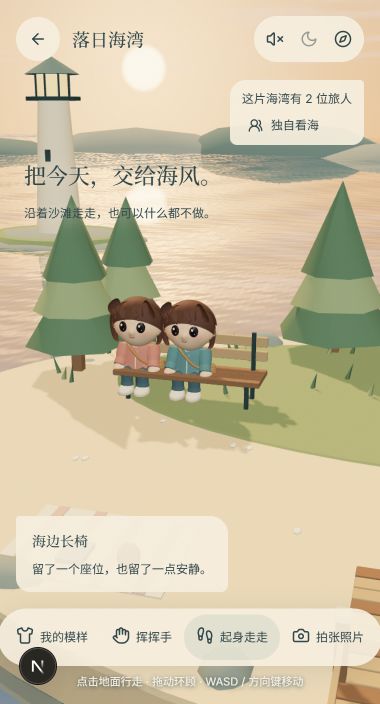 落日海湾
这片海湾有 2 位旅人
独自看海
把今天，交给海风。
沿着沙滩走走，也可以什么都不做。
海边长椅
留了一个座位，也留了一点安静。
我的模样
挥挥手
起身走走
拍张照片
N
点击地面行走 · 拖动环顾 · WASD / 方向键移动